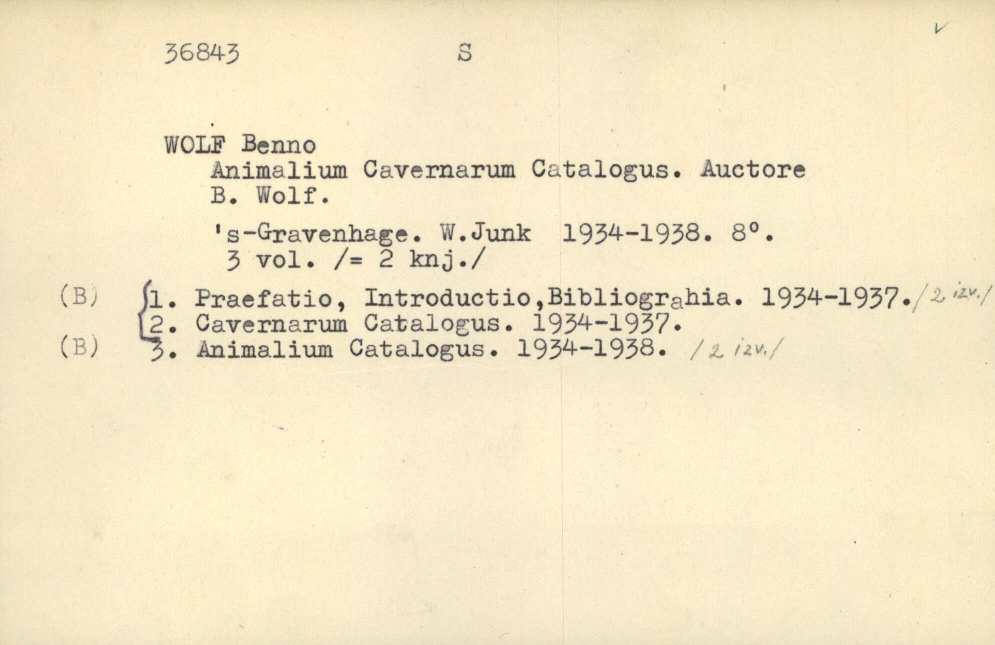 36843 S
WOLF Benno
Animalium Cavernarum Catalogus. Auctore
B. Wolf.
's-Gravenhage. W.Junk 1934-1938. 8º.
3 vol. /= 2 knj./
(B) 1. Praefatio, Introductio,Bibliograhia. 1934-1937. /2 izv./
2. Cavernarum Catalogus. 1934-1937.
(B) 3. Animalium Catalogus. 1934-1938. /2 izv./